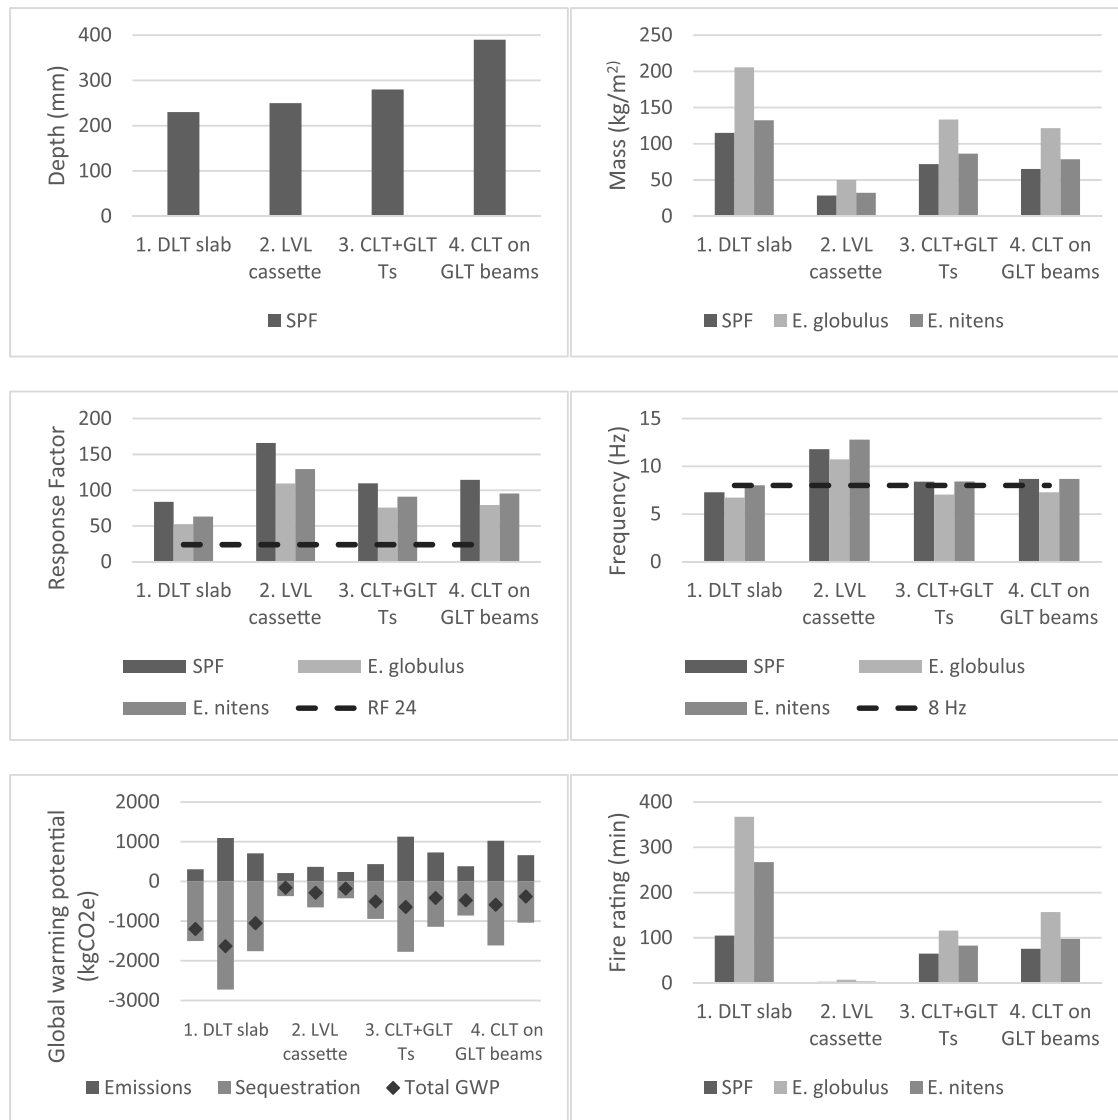 Depth (mm)
400
300
200
100
0
1. DLT slab
2. LVL
cassette
3. CLT+GLT
Ts
4. CLT on
GLT beams
SPF
Mass (kg/m²⁾
250
200
150
100
50
0
1. DLT slab
2. LVL
cassette
3. CLT+GLT
Ts
4. CLT on
GLT beams
SPF E. globulus E. nitens
Response Factor
200
150
100
50
0
1. DLT slab
2. LVL
cassette
3. CLT+GLT
Ts
4. CLT on
GLT beams
SPF E. globulus
E. nitens RF 24
Frequency (Hz)
15
10
5
0
1. DLT slab
2. LVL
cassette
3. CLT+GLT
Ts
4. CLT on
GLT beams
SPF E. globulus
E. nitens 8 Hz
Global warming potential
(kgCO2e)
2000
1000
0
-1000
-2000
-3000
1. DLT slab
2. LVL
cassette
3. CLT+GLT
Ts
4. CLT on
GLT beams
Emissions Sequestration Total GWP
Fire rating (min)
400
300
200
100
0
1. DLT slab
2. LVL
cassette
3. CLT+GLT
Ts
4. CLT on
GLT beams
SPF E. globulus E. nitens